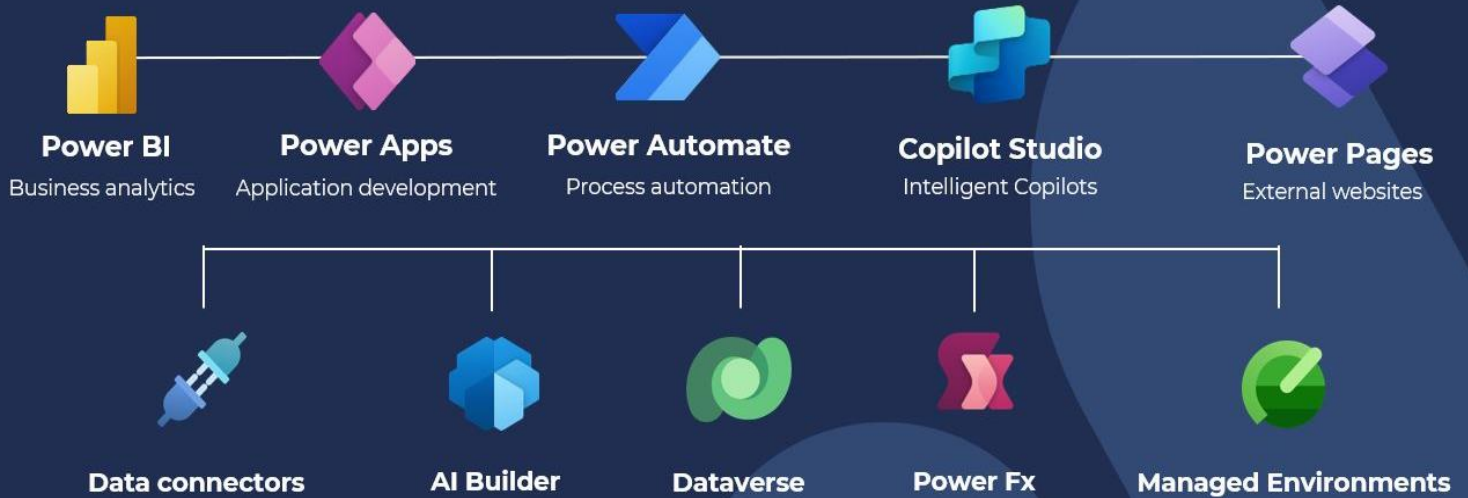 Power BI
Business analytics
Power Apps
Application development
Power Automate
Process automation
Copilot Studio
Intelligent Copilots
Power Pages
External websites
Data connectors
AI Builder
Dataverse
Power Fx
Managed Environments